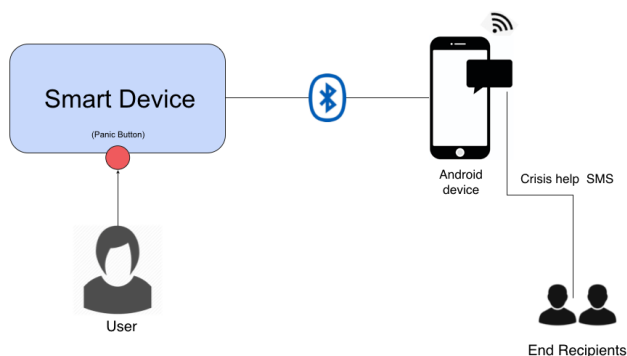 Smart Device
(Panic Button)
Android
device
Crisis help SMS
User
End Recipients